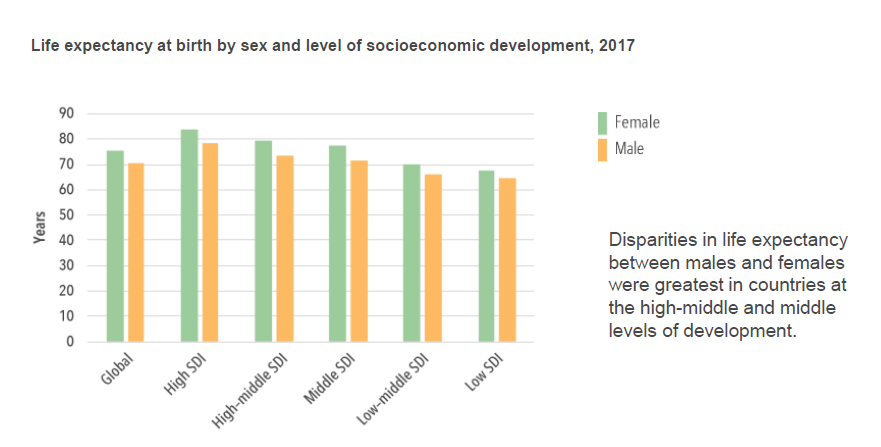 Life expectancy at birth by sex and level of socioeconomic development, 2017
90
80
70
60
50
40
30
20
10
0
Years
Global
High SDI
High-middle SDI
Middle SDI
Low-middle SDI
Low SDI
Female
Male
Disparities in life expectancy
between males and females
were greatest in countries at
the high-middle and middle
levels of development.